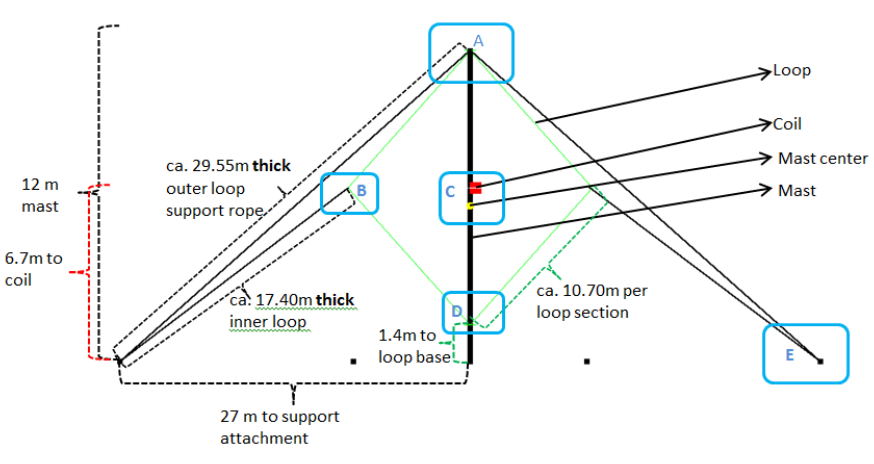 A
Loop
Coil
Mast center
Mast
ca. 29.55m thick
outer loop
support rope
12 m
mast
B
C
6.7m to
coil
ca. 17.40m thick
inner loop
D
ca. 10.70m per
loop section
1.4m to
loop base
E
27 m to support
attachment